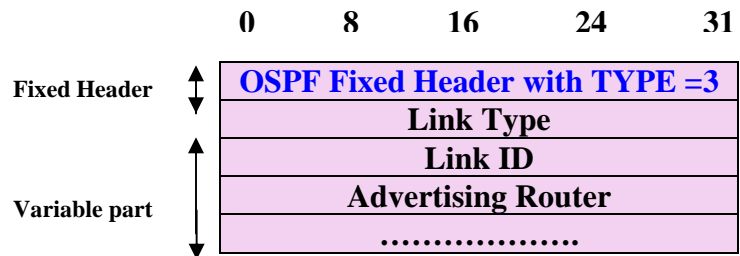 0 8 16 24 31
Fixed Header
OSPF Fixed Header with TYPE =3
Link Type
Link ID
Variable part
Advertising Router
……………….